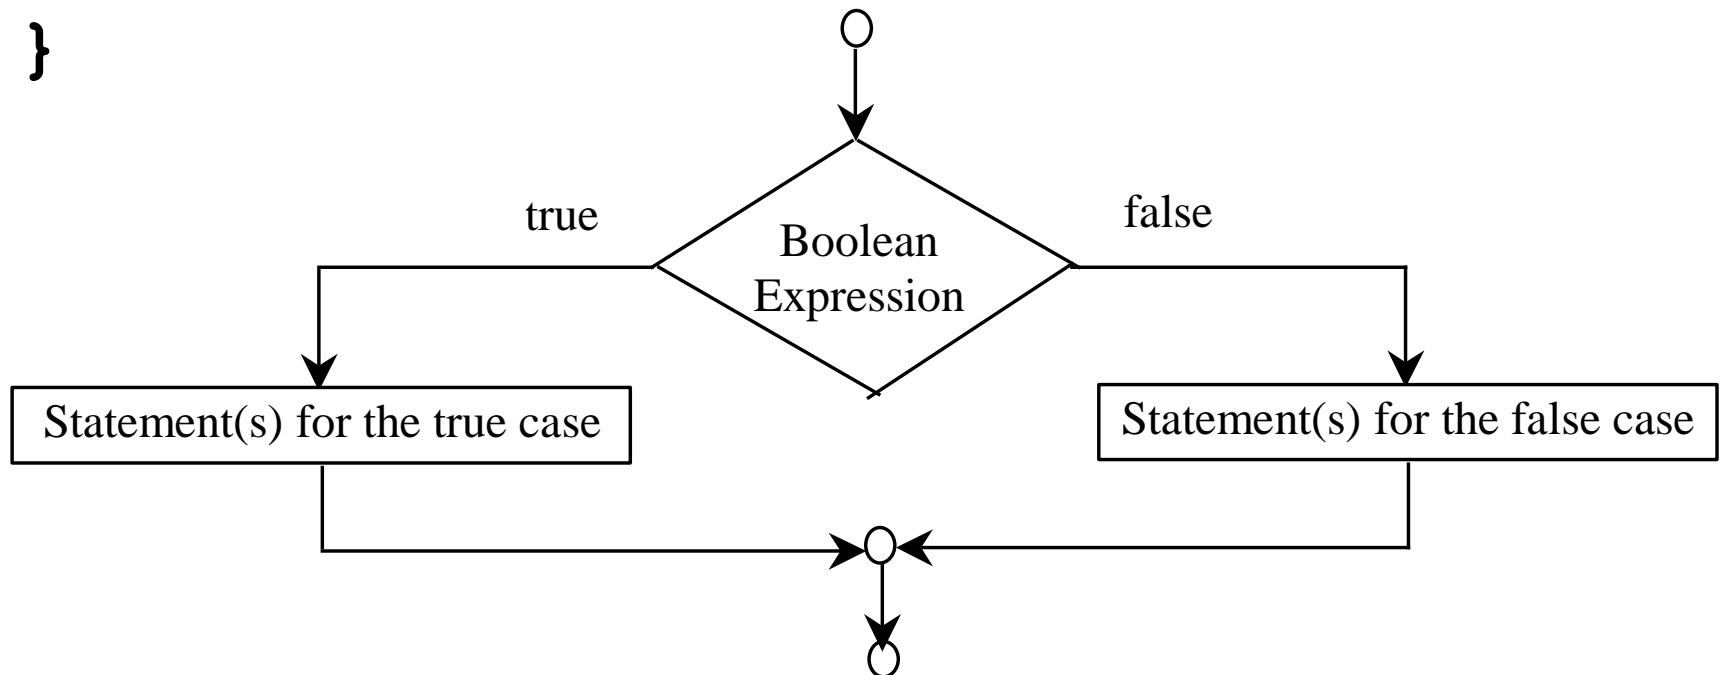 }
true
false
Boolean
Expression
Statement(s) for the true case
Statement(s) for the false case